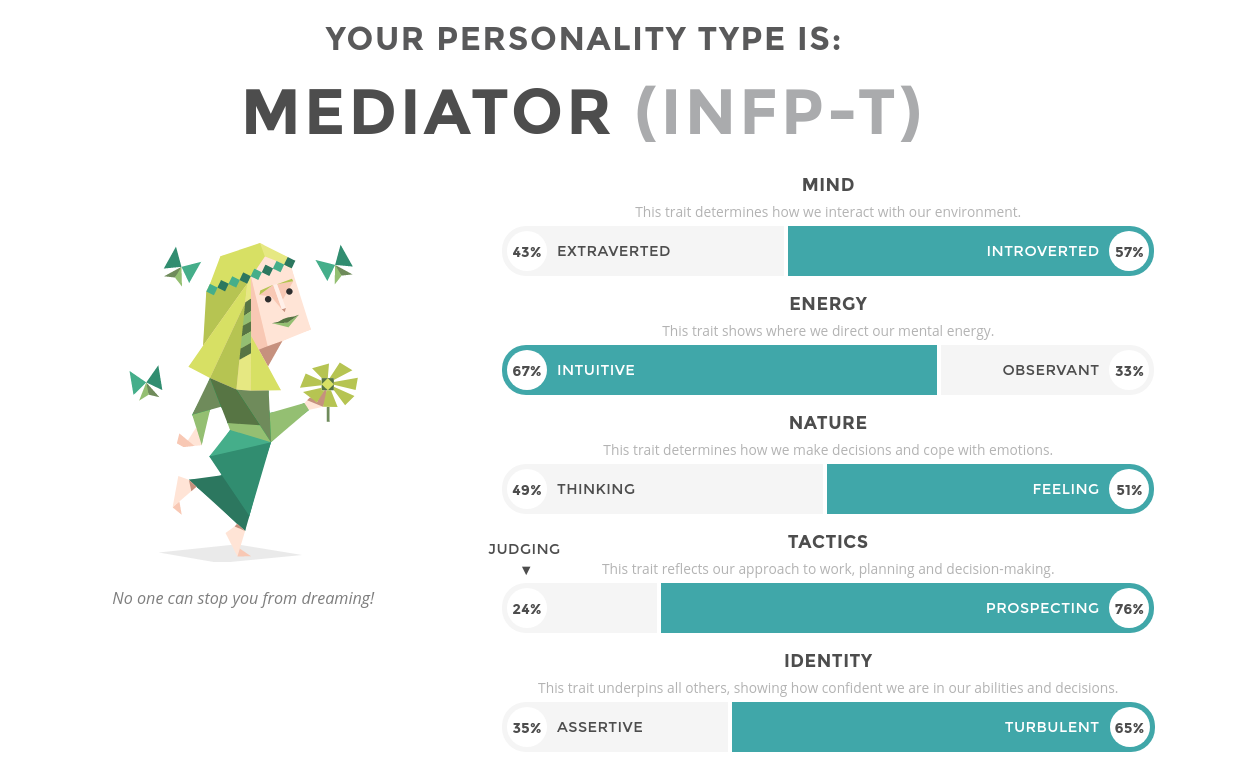 YOUR PERSONALITY TYPE IS:
MEDIATOR (INFP-T)
MIND
This trait determines how we interact with our environment.
43% EXTRAVERTED INTROVERTED 57%
ENERGY
This trait shows where we direct our mental energy.
67% INTUITIVE OBSERVANT 33%
NATURE
This trait determines how we make decisions and cope with emotions.
49% THINKING FEELING 51%
TACTICS
JUDGING
▼
This trait reflects our approach to work, planning and decision-making.
24% PROSPECTING 76%
IDENTITY
This trait underpins all others, showing how confident we are in our abilities and decisions.
35% ASSERTIVE TURBULENT 65%
No one can stop you from dreaming!